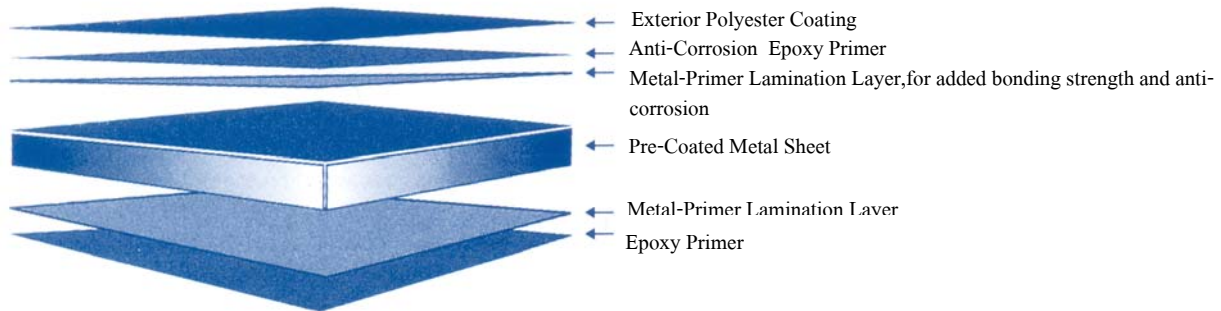 Exterior Polyester Coating
Anti-Corrosion Epoxy Primer
Metal-Primer Lamination Layer,for added bonding strength and anti-
corrosion
Pre-Coated Metal Sheet
Metal-Primer Lamination Layer
Epoxy Primer